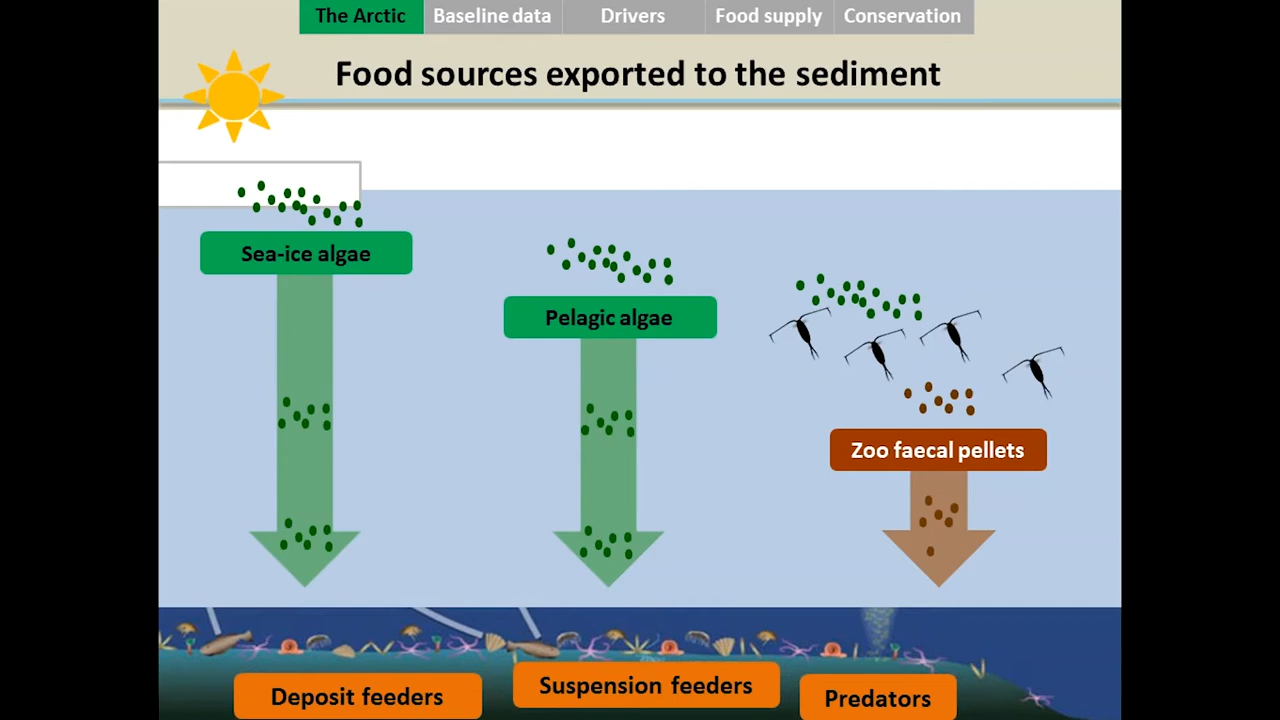 The Arctic
Baseline data
Drivers
Food supply
Conservation
Food sources exported to the sediment
Sea-ice algae
Pelagic algae
Zoo faecal pellets
Deposit feeders
Suspension feeders
Predators